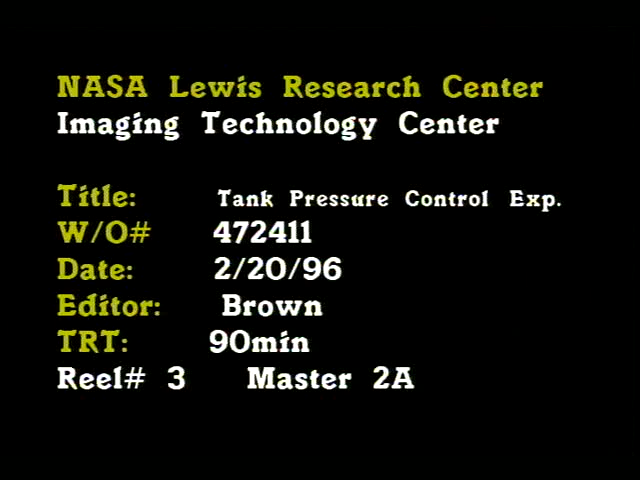 NASA Lewis Research Center
Imaging Technology Center
Title: Tank Pressure Control Exp.
W/O# 472411
Date: 2/20/96
Editor: Brown
TRT: 90min
Reel# 3 Master 2A